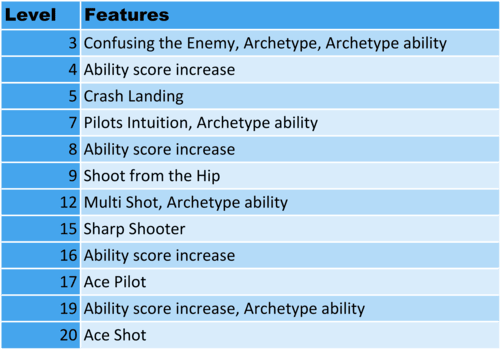 Level Features
3 Confusing the Enemy, Archetype, Archetype ability
4 Ability score increase
5 Crash Landing
7 Pilots Intuition, Archetype ability
8 Ability score increase
9 Shoot from the Hip
12 Multi Shot, Archetype ability
15 Sharp Shooter
16 Ability score increase
17 Ace Pilot
19 Ability score increase, Archetype ability
20 Ace Shot